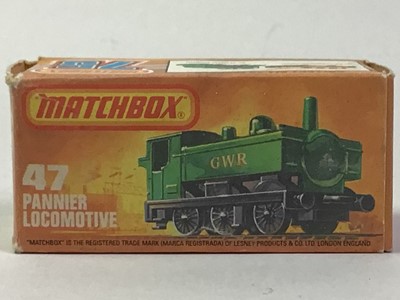 75
MATCHBOX®
GWR
47
PANNIER
LOCOMOTIVE
"MATCHBOX" IS THE REGISTERED TRADE MARK (MARCA REGISTRADA) OF LESNEY PRODUCTS & CO. LTD. LONDON ENGLAND